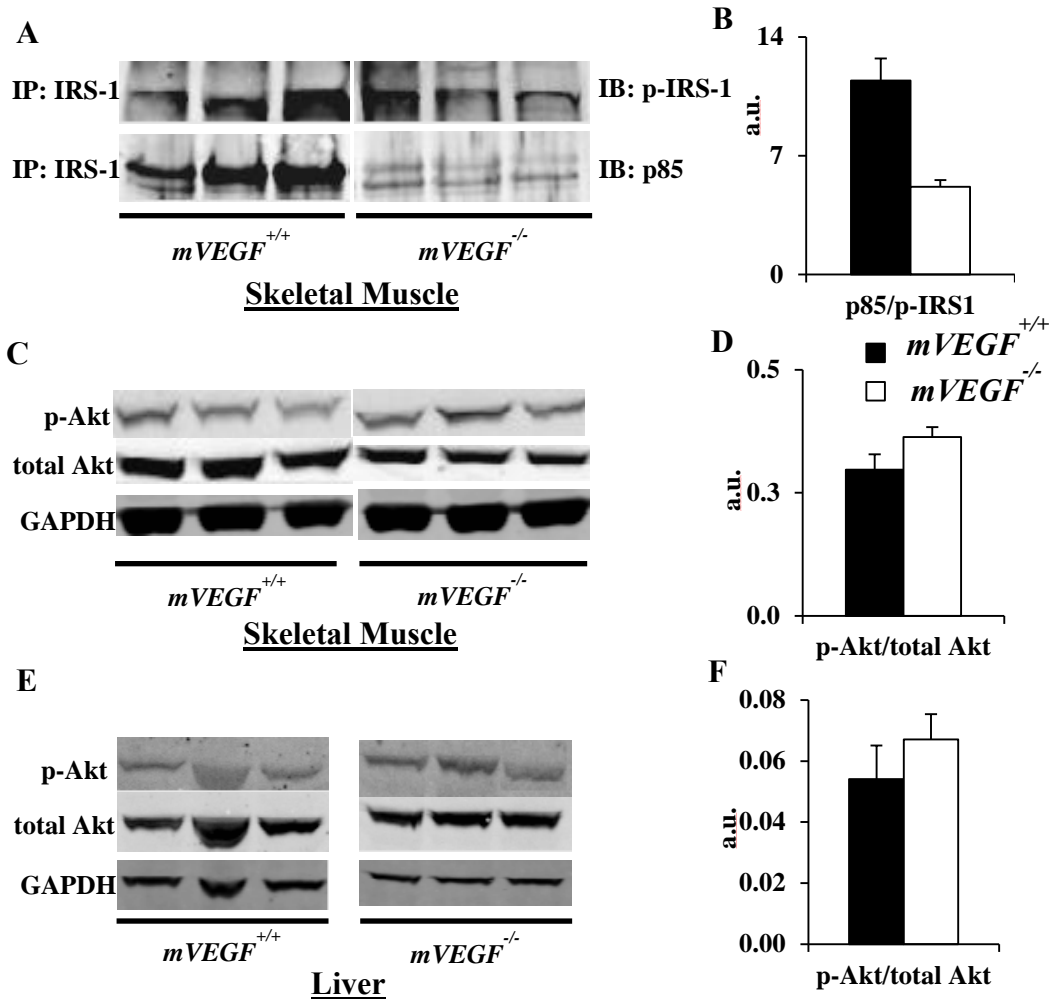 A
IP: IRS-1
IB: p-IRS-1
IP: IRS-1
IB: p85
mVEGF+/+
mVEGF-/-
Skeletal Muscle
B
14
7
0
a.u.
p85/p-IRS1
C
p-Akt
total Akt
GAPDH
mVEGF+/+
mVEGF-/-
Skeletal Muscle
D
mVEGF+/+
mVEGF-/-
0.5
0.3
0.0
a.u.
p-Akt/total Akt
E
p-Akt
total Akt
GAPDH
mVEGF+/+
mVEGF-/-
Liver
F
0.08
0.06
0.04
0.02
0.00
a.u.
p-Akt/total Akt